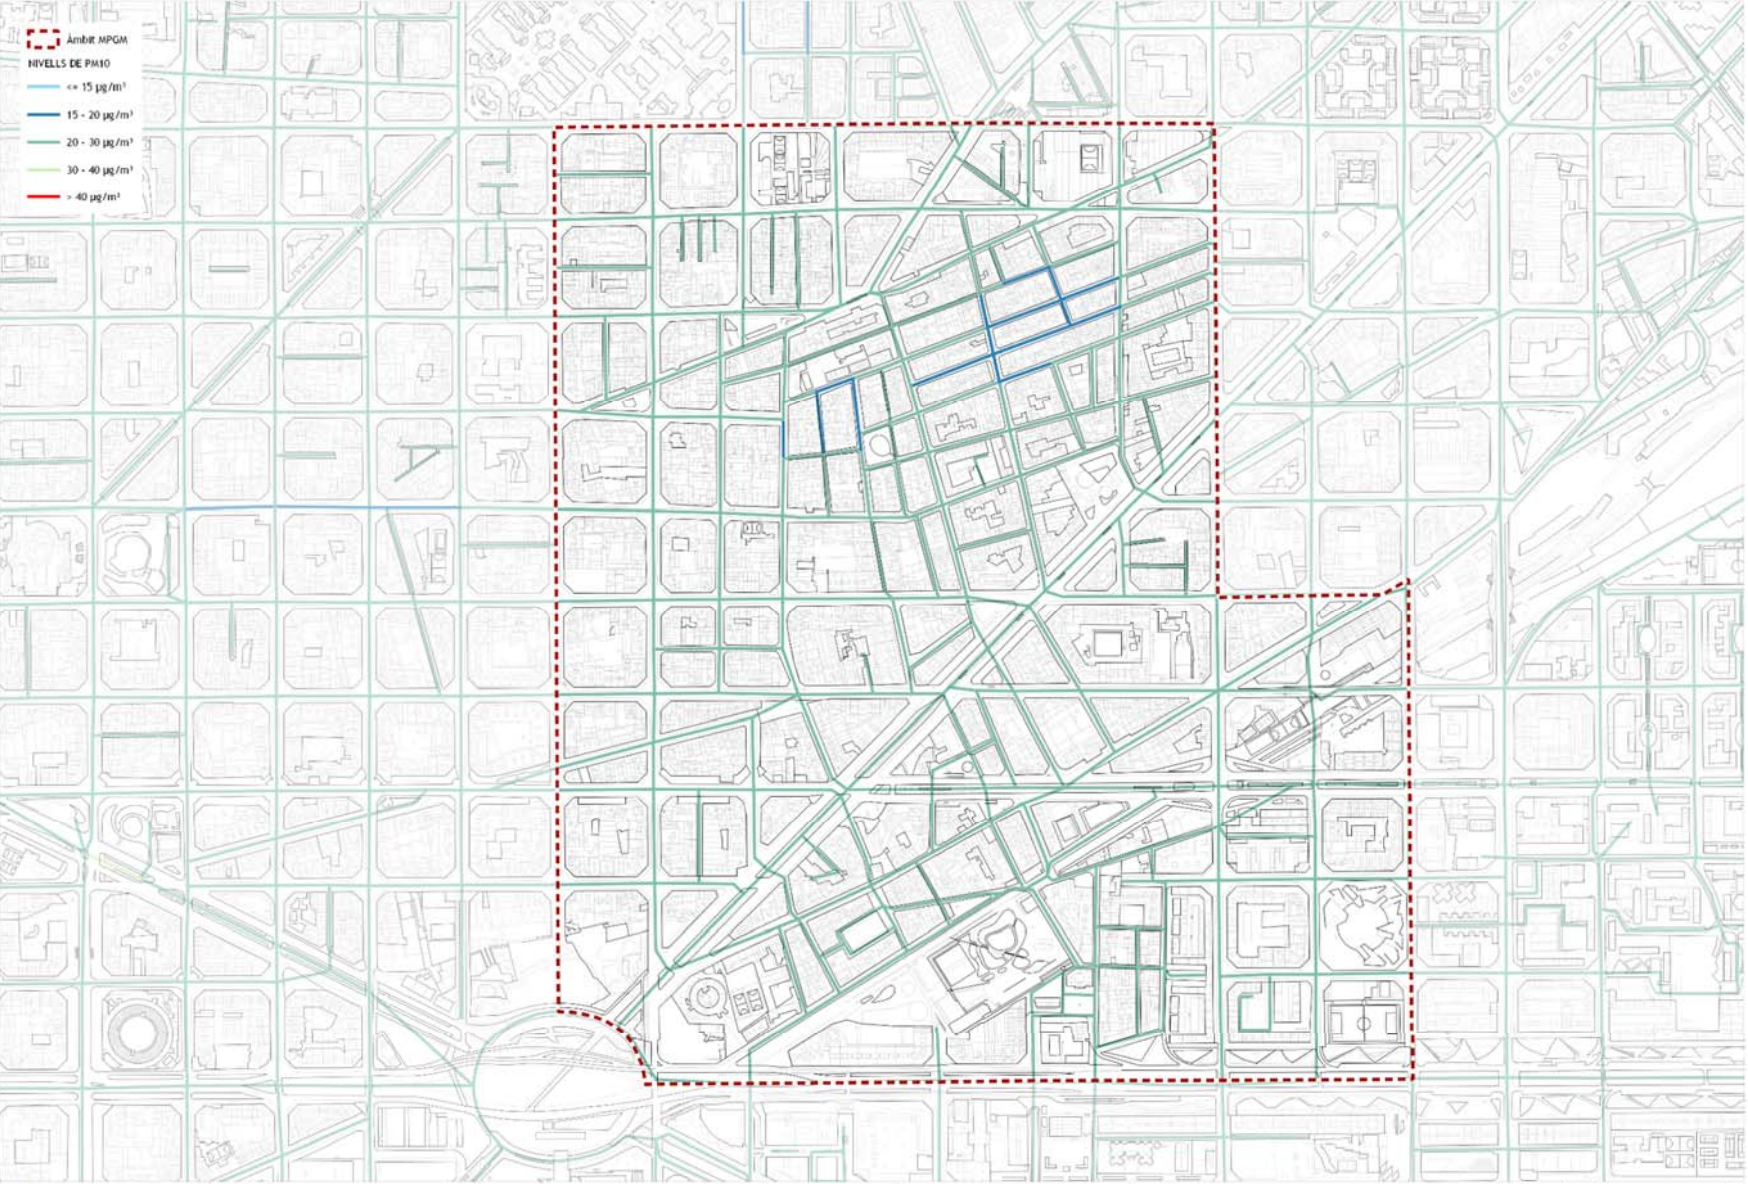 Àmbit MPGM
NIVELLS DE PM10
<= 15 µg/m³
15 - 20 µg/m³
20 - 30 µg/m³
30 - 40 µg/m³
> 40 µg/m³